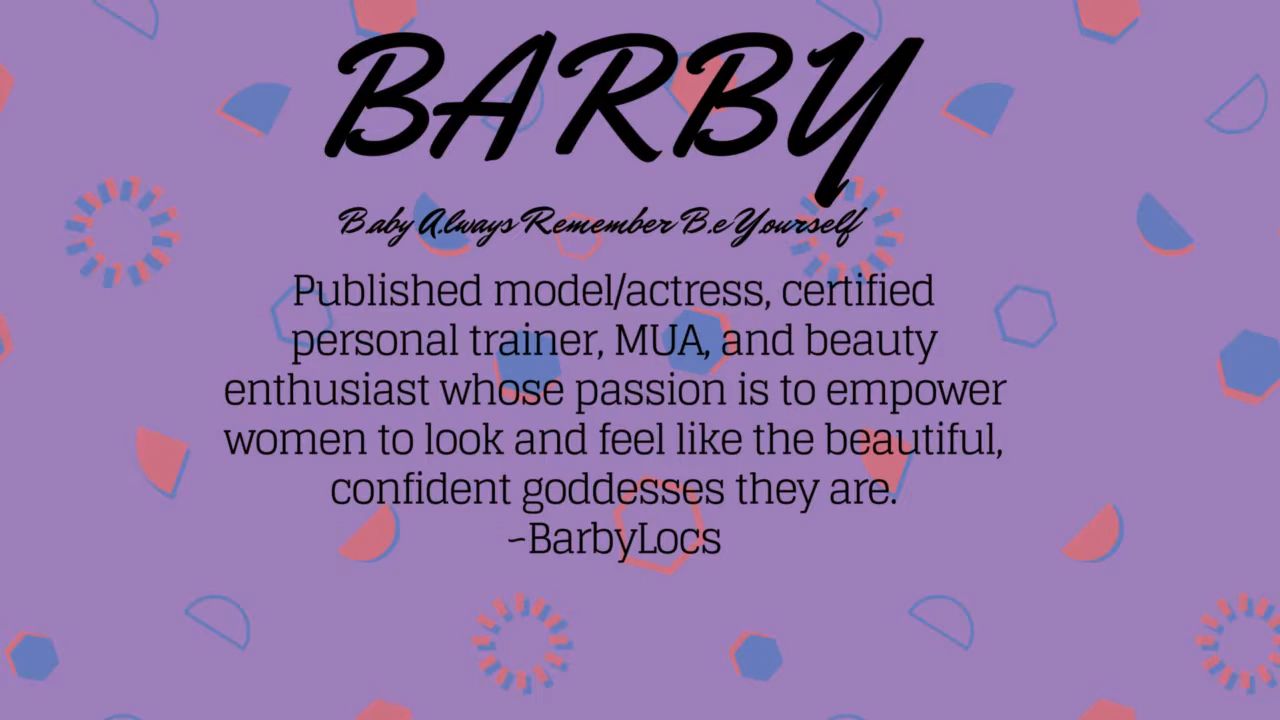 BARBY
Baby Always Remember Be Yourself
Published model/actress, certified
personal trainer, MUA, and beauty
enthusiast whose passion is to empower
women to look and feel like the beautiful,
confident goddesses they are.
~BarbyLocs